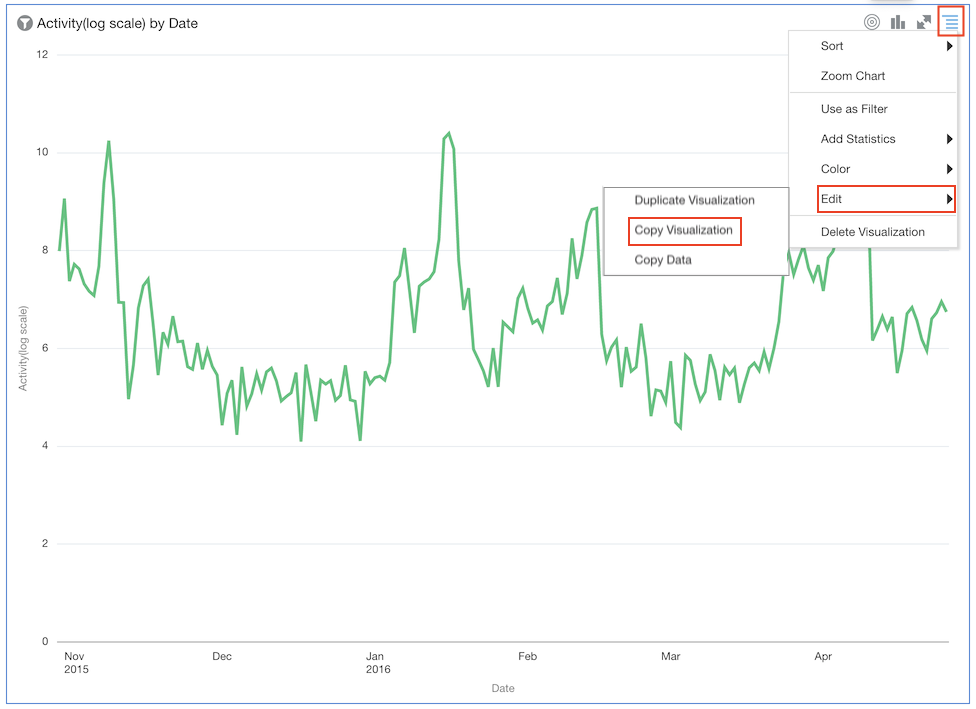 Activity(log scale) by Date
Sort
Zoom Chart
Use as Filter
Add Statistics
Color
Edit
Delete Visualization
Duplicate Visualization
Copy Visualization
Copy Data
12
10
8
6
4
2
0
Activity(log scale)
Nov
2015
Dec
Jan
2016
Feb
Mar
Apr
Date